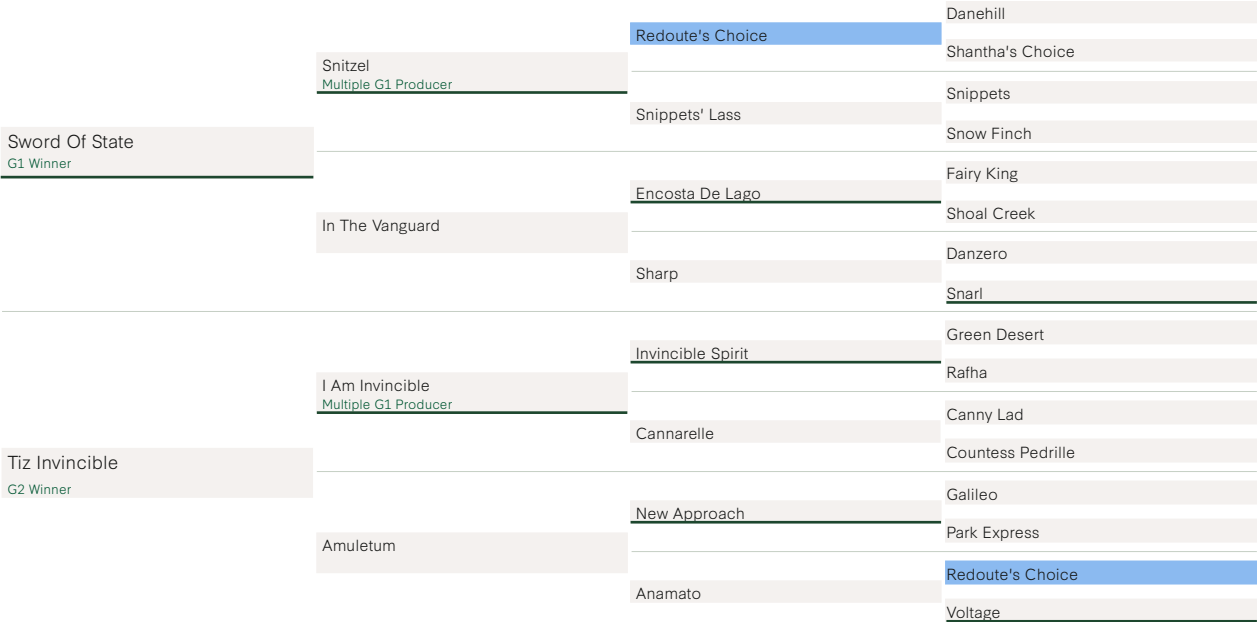 Sword Of State
G1 Winner
Tiz Invincible
G2 Winner
Snitzel
Multiple G1 Producer
In The Vanguard
I Am Invincible
Multiple G1 Producer
Amuletum
Redoute's Choice
Snippets' Lass
Encosta De Lago
Sharp
Invincible Spirit
Cannarelle
New Approach
Anamato
Danehill
Shantha's Choice
Snippets
Snow Finch
Fairy King
Shoal Creek
Danzero
Snarl
Green Desert
Rafha
Canny Lad
Countess Pedrille
Galileo
Park Express
Redoute's Choice
Voltage